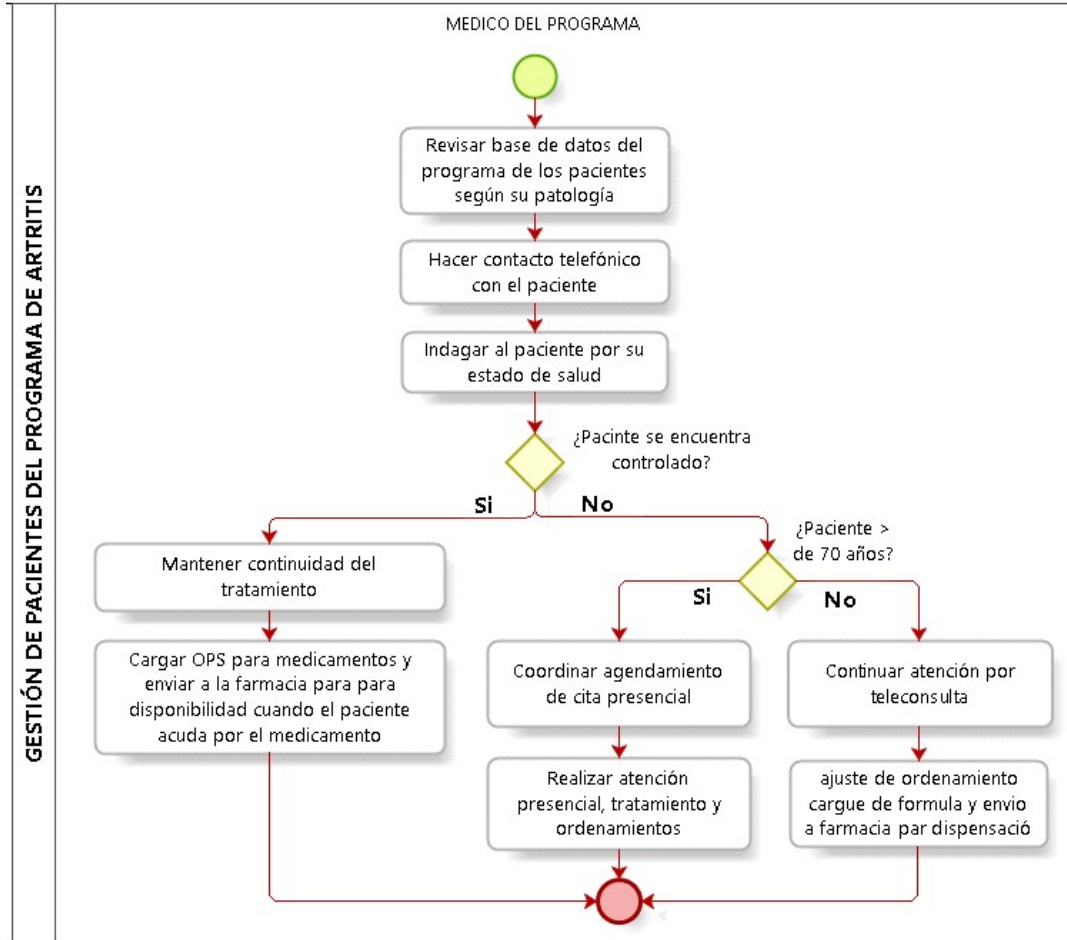 GESTIÓN DE PACIENTES DEL PROGRAMA DE ARTRITIS
MEDICO DEL PROGRAMA
Revisar base de datos del
programa de los pacientes
según su patología
Hacer contacto telefónico
con el paciente
Indagar al paciente por su
estado de salud
¿Pacinte se encuentra
controlado?
Si
No
Mantener continuidad del
tratamiento
Cargar OPS para medicamentos y
enviar a la farmacia para para
disponibilidad cuando el paciente
acuda por el medicamento
¿Paciente >
de 70 años?
Si
No
Coordinar agendamiento
de cita presencial
Realizar atención
presencial, tratamiento y
ordenamientos
Continuar atención por
teleconsulta
ajuste de ordenamiento
cargue de formula y envio
a farmacia par dispensació